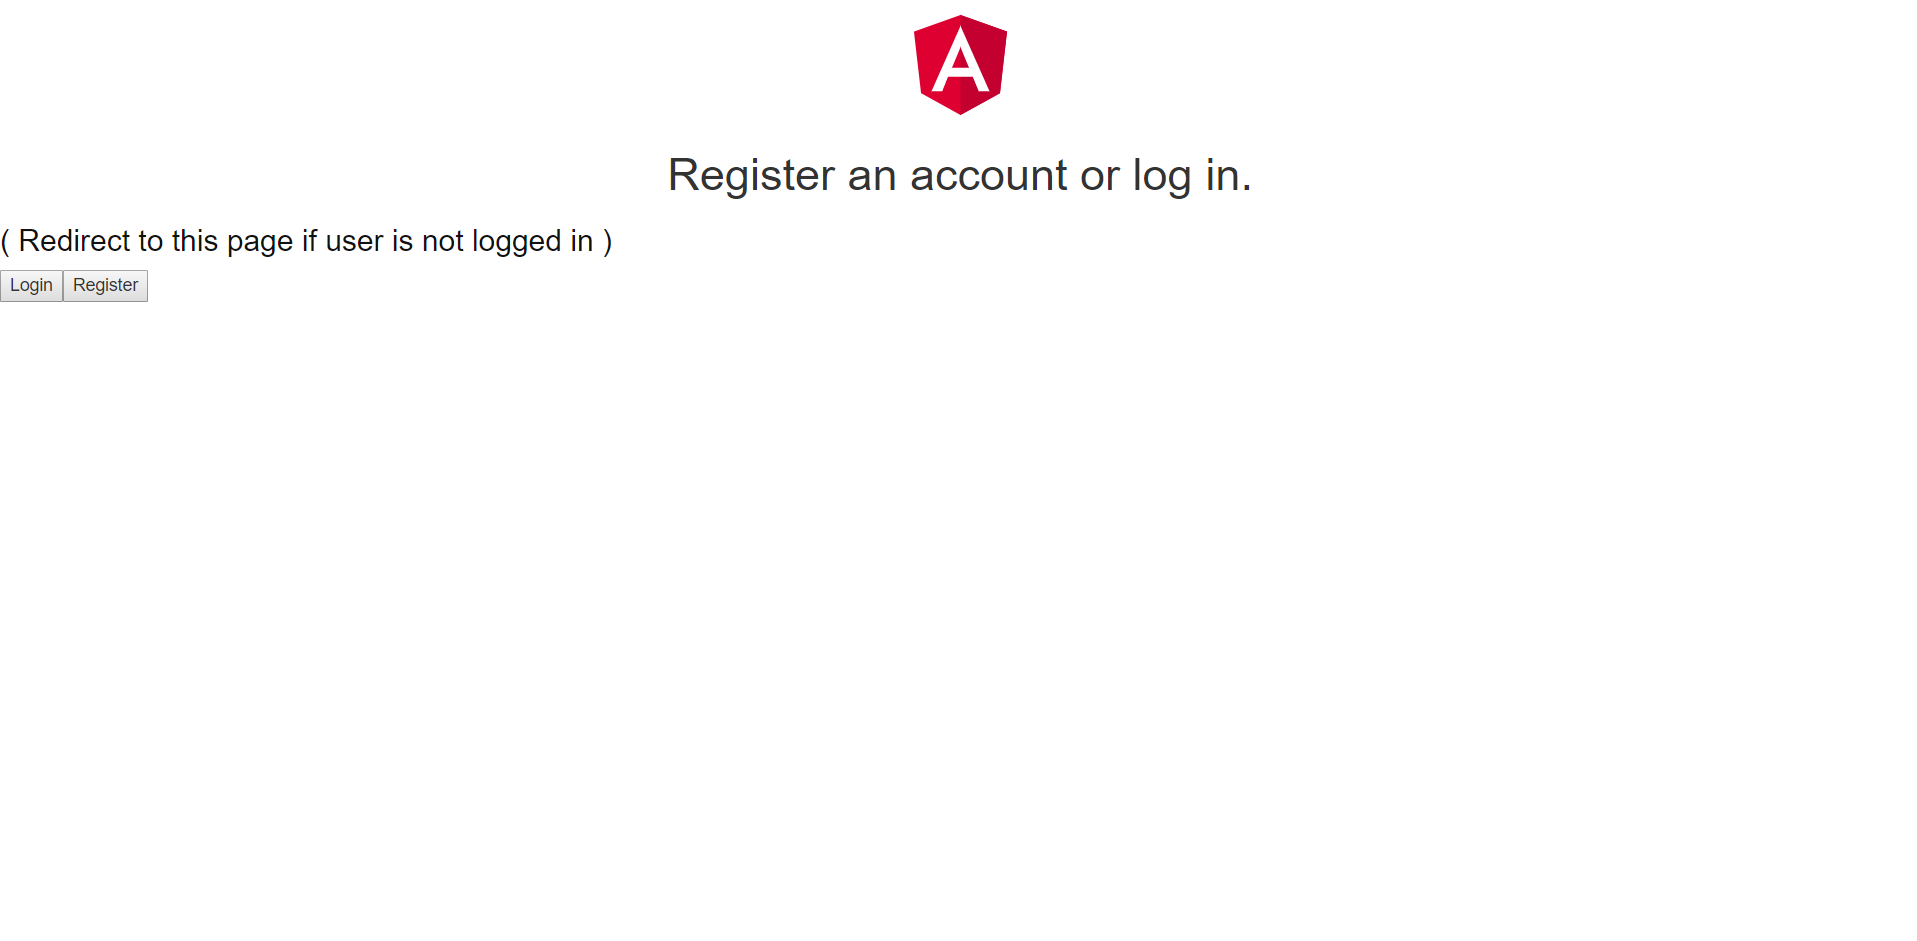 A
Register an account or log in.
( Redirect to this page if user is not logged in )
Login Register